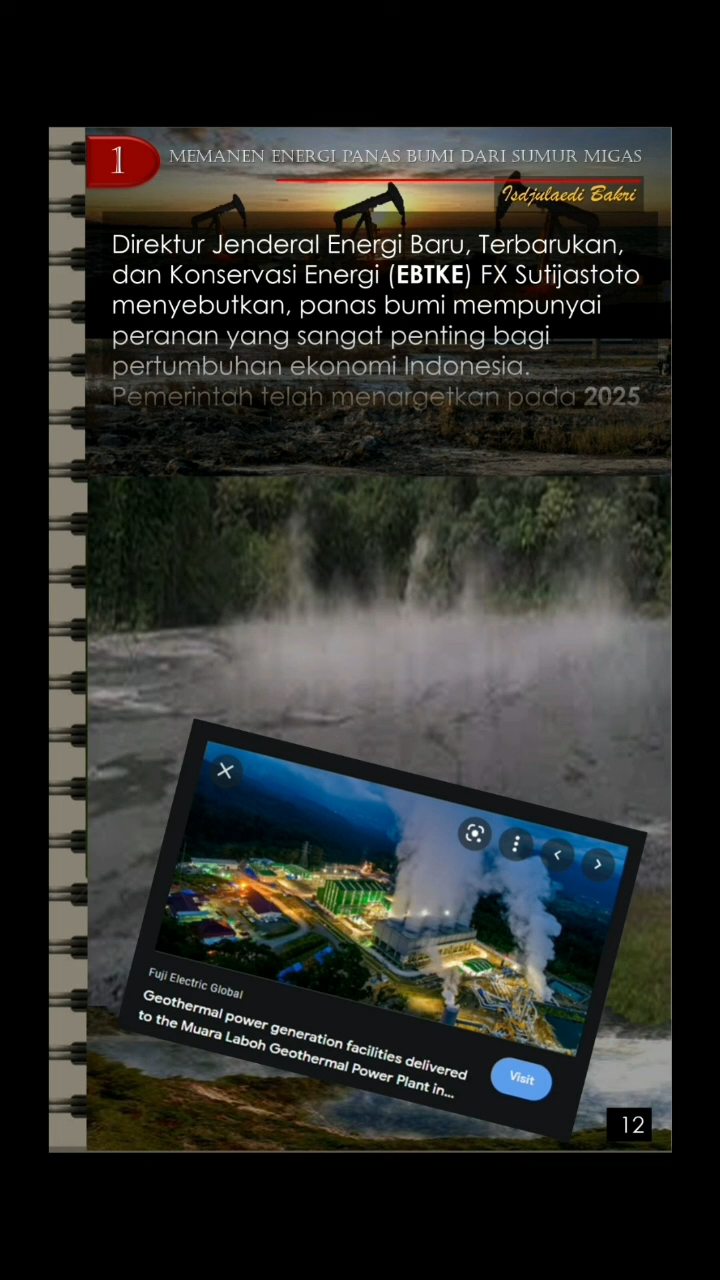 1
MEMANEN ENERGI PANAS BUMI DARI SUMUR MIGAS
Isdjulaedi Bakri
Direktur Jenderal Energi Baru, Terbarukan,
dan Konservasi Energi (EBTKE) FX Sutijastoto
menyebutkan, panas bumi mempunyai
peranan yang sangat penting bagi
pertumbuhan ekonomi Indonesia.
Pemerintah telah menargetkan pada 2025
Fuji Electric Global
Geothermal power generation facilities delivered
to the Muara Laboh Geothermal Power Plant in...
Visit
12